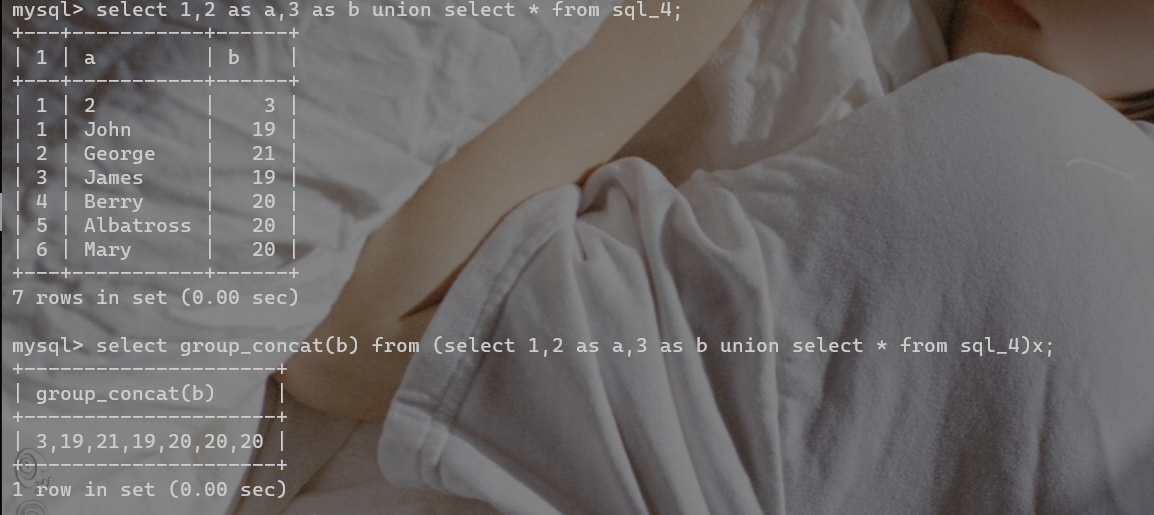 mysql> select 1,2 as a,3 as b union select * from sql_4;
+---+-----------+------+
| 1 | a         | b    |
+---+-----------+------+
| 1 | 2         |    3 |
| 1 | John      |   19 |
| 2 | George    |   21 |
| 3 | James     |   19 |
| 4 | Berry     |   20 |
| 5 | Albatross |   20 |
| 6 | Mary      |   20 |
+---+-----------+------+
7 rows in set (0.00 sec)
mysql> select group_concat(b) from (select 1,2 as a,3 as b union select * from sql_4)x;
+----------------------+
| group_concat(b)      |
+----------------------+
| 3,19,21,19,20,20,20 |
+----------------------+
1 row in set (0.00 sec)